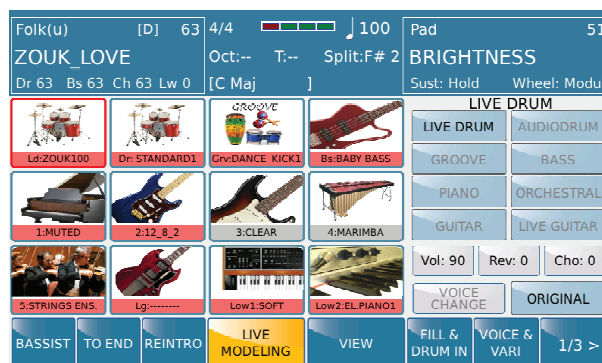 Folk(u) [D] 63 4/4 100 Pad 51
ZOUK_LOVE Oct:-- T:-- Split:F# 2 BRIGHTNESS
Dr 63 Bs 63 Ch 63 Lw 0 [C Maj ] Sust: Hold Wheel: Modu
LIVE DRUM
GROOVE
LIVE DRUM AUDIODRUM
Ld:ZOUK100 Dr: STANDARD1 Grv:DANCE KICK1 Bs:BABY BASS GROOVE BASS
PIANO ORCHESTRAL
1:MUTED 2:12_8_2 3:CLEAR 4:MARIMBA GUITAR LIVE GUITAR
Vol: 90 Rev: 0 Cho: 0
5:STRINGS ENS. Lg:-------- Low1:SOFT Low2:EL.PIANO1 VOICE CHANGE ORIGINAL
BASSIST TO END REINTRO LIVE MODELING VIEW FILL & DRUM IN VOICE & VARI 1/3 >